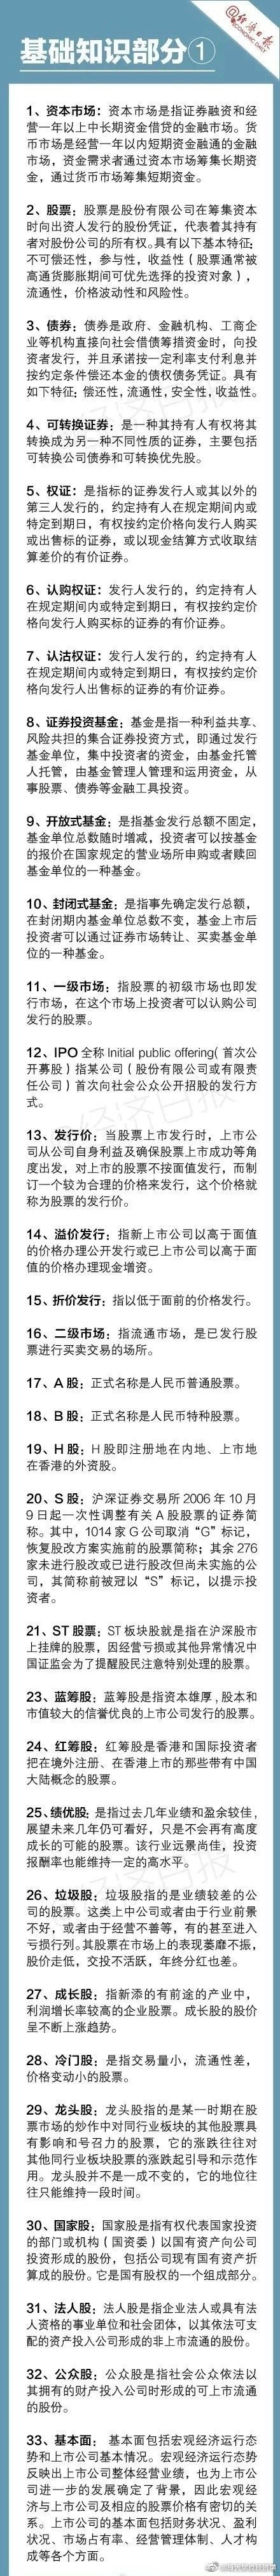 @经济日报
ECONOMIC DAILY
基础知识部分①
1、资本市场：资本市场是指证券融资和经
营一年以上中长期资金借贷的金融市场。货
币市场是经营一年以内短期资金融通的金融
市场，资金需求者通过资本市场筹集长期资
金，通过货币市场筹集短期资金。
2、股票：股票是股份有限公司在筹集资本
时向出资人发行的股份凭证，代表着其持有
者对股份公司的所有权。具有以下基本特征：
不可偿还性，参与性，收益性（股票通常被
高通货膨胀期间可优先选择的投资对象），
流通性，价格波动性和风险性。
3、债券：债券是政府、金融机构、工商企
业等机构直接向社会借债筹措资金时，向投
资者发行，并且承诺按一定利率支付利息并
按约定条件偿还本金的债权债务凭证。具有
如下特征：偿还性，流通性，安全性，收益性。
4、可转换证券：是一种其持有人有权将其
转换成为另一种不同性质的证券，主要包括
可转换公司债券和可转换优先股。
5、权证：是指标的证券发行人或其以外的
第三人发行的，约定持有人在规定期间内或
特定到期日，有权按约定价格向发行人购买
或出售标的证券，或以现金结算方式收取结
算差价的有价证券。
6、认购权证：发行人发行的，约定持有人
在规定期间内或特定到期日，有权按约定价
格向发行人购买标的证券的有价证券。
7、认沽权证：发行人发行的，约定持有人
在规定期间内或特定到期日，有权按约定价
格向发行人出售标的证券的有价证券。
8、证券投资基金：基金是指一种利益共享、
风险共担的集合证券投资方式，即通过发行
基金单位，集中投资者的资金，由基金托管
人托管，由基金管理人管理和运用资金，从
事股票、债券等金融工具投资。
9、开放式基金：是指基金发行总额不固定，
基金单位总数随时增减，投资者可以按基金
的报价在国家规定的营业场所申购或者赎回
基金单位的一种基金。
10、封闭式基金：是指事先确定发行总额，
在封闭期内基金单位总数不变，基金上市后
投资者可以通过证券市场转让、买卖基金单
位的一种基金。
11、一级市场：指股票的初级市场也即发
行市场，在这个市场上投资者可以认购公司
发行的股票。
12、IPO 全称 Initial public offering( 首次公
开募股）指某公司（股份有限公司或有限责
任公司）首次向社会公众公开招股的发行方
式。
13、发行价：当股票上市发行时，上市公
司从公司自身利益及确保股票上市成功等角
度出发，对上市的股票不按面值发行，而制
订一个较为合理的价格来发行，这个价格就
称为股票的发行价。
14、溢价发行：指新上市公司以高于面值
的价格办理公开发行或已上市公司以高于面
值的价格办理现金增资。
15、折价发行：指以低于面前的价格发行。
16、二级市场：指流通市场，是已发行股
票进行买卖交易的场所。
17、A 股：正式名称是人民币普通股票。
18、B 股：正式名称是人民币特种股票。
19、H 股：H 股即注册地在内地、上市地
在香港的外资股。
20、S 股：沪深证券交易所 2006 年 10 月
9 日起一次性调整有关 A 股股票的证券简
称。其中，1014 家 G 公司取消“G”标记，
恢复股改方案实施前的股票简称；其余 276
家未进行股改或已进行股改但尚未实施的公
司，其简称前被冠以“S”标记，以提示投
资者。
21、ST 股票：ST 板块股就是指在沪深股市
上挂牌的股票，因经营亏损或其他异常情况中
国证监会为了提醒股民注意特别处理的股票。
23、蓝筹股：蓝筹股是指资本雄厚，股本和
市值较大的信誉优良的上市公司发行的股票。
24、红筹股：红筹股是香港和国际投资者
把在境外注册、在香港上市的那些带有中国
大陆概念的股票。
25、绩优股：是指过去几年业绩和盈余较佳，
展望未来几年仍可看好，只是不会再有高度
成长的可能的股票。该行业远景尚佳，投资
报酬率也能维持一定的高水平。
26、垃圾股：垃圾股指的是业绩较差的公
司的股票。这类上中公司或者由于行业前景
不好，或者由于经营不善等，有的甚至进入
亏损行列。其股票在市场上的表现萎靡不振，
股价走低，交投不活跃，年终分红也差。
27、成长股：指新添的有前途的产业中，
利润增长率较高的企业股票。成长股的股价
呈不断上涨趋势。
28、冷门股：是指交易量小，流通性差，
价格变动小的股票。
29、龙头股：龙头股指的是某一时期在股
票市场的炒作中对同行业板块的其他股票具
有影响和号召力的股票，它的涨跌往往对
其他同行业板块股票的涨跌起引导和示范作
用。龙头股并不是一成不变的，它的地位往
往只能维持一段时间。
30、国家股：国家股是指有权代表国家投资
的部门或机构（国资委）以国有资产向公司
投资形成的股份，包括公司现有国有资产折
算成的股份。它是国有股权的一个组成部分。
31、法人股：法人股是指企业法人或具有法
人资格的事业单位和社会团体，以其依法可支
配的资产投入公司形成的非上市流通的股份。
32、公众股：公众股是指社会公众依法以
其拥有的财产投入公司时形成的可上市流通
的股份。
33、基本面： 基本面包括宏观经济运行态
势和上市公司基本情况。宏观经济运行态势
反映出上市公司整体经营业绩，也为上市公
司进一步的发展确定了背景，因此宏观经济
与上市公司及相应的股票价格有密切的关
系。上市公司的基本面包括财务状况、盈利
状况、市场占有率、经营管理体制、人才构
成等各个方面。